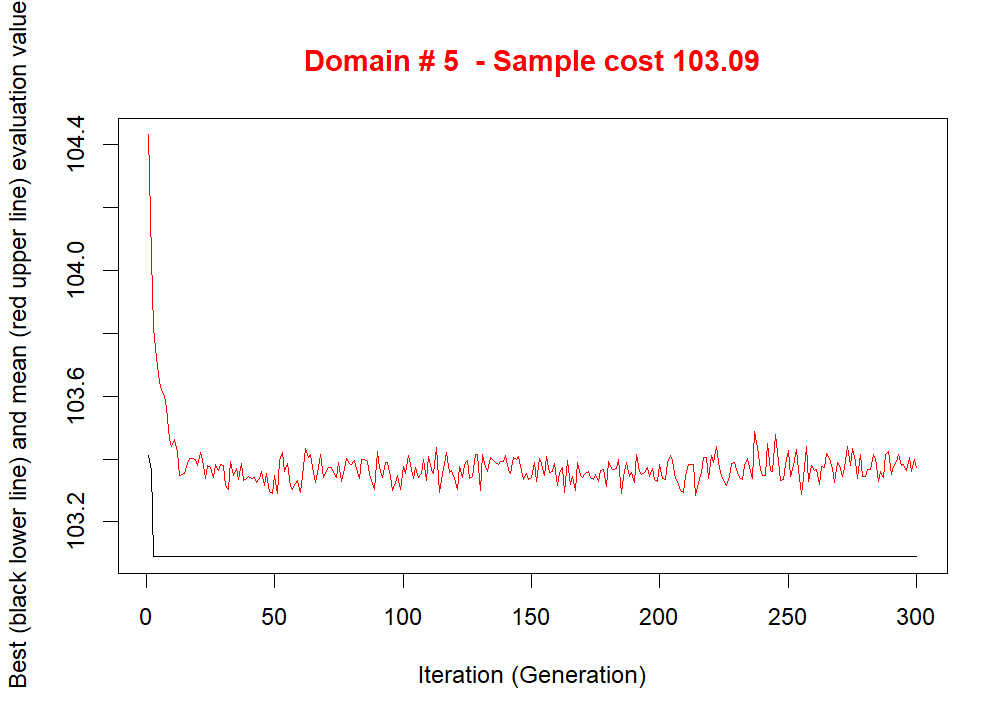 Domain # 5  - Sample cost 103.09
Best (black lower line) and mean (red upper line) evaluation value
104.4
104.0
103.6
103.2
0 50 100 150 200 250 300
Iteration (Generation)